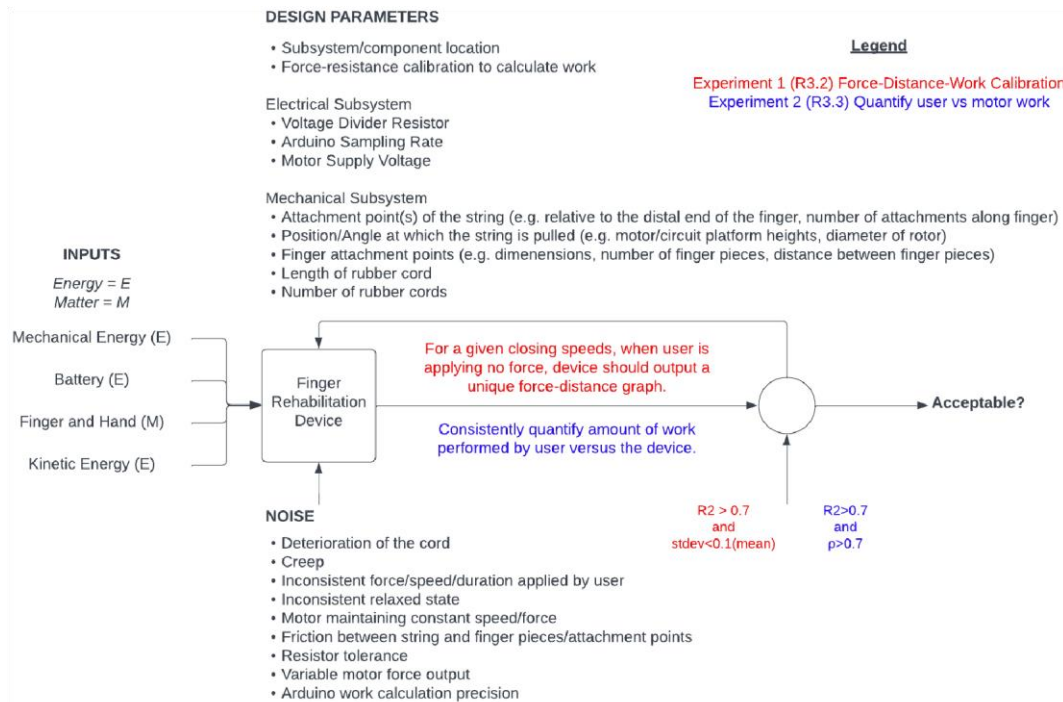 DESIGN PARAMETERS
• Subsystem/component location
• Force-resistance calibration to calculate work
Electrical Subsystem
• Voltage Divider Resistor
• Arduino Sampling Rate
• Motor Supply Voltage
Mechanical Subsystem
• Attachment point(s) of the string (e.g. relative to the distal end of the finger, number of attachments along finger)
• Position/Angle at which the string is pulled (e.g. motor/circuit platform heights, diameter of rotor)
• Finger attachment points (e.g. dimenensions, number of finger pieces, distance between finger pieces)
• Length of rubber cord
• Number of rubber cords
Legend
Experiment 1 (R3.2) Force-Distance-Work Calibration
Experiment 2 (R3.3) Quantify user vs motor work
INPUTS
Energy = E
Matter = M
Mechanical Energy (E)
Battery (E)
Finger and Hand (M)
Kinetic Energy (E)
Finger
Rehabilitation
Device
For a given closing speeds, when user is
applying no force, device should output a
unique force-distance graph.
Consistently quantify amount of work
performed by user versus the device.
Acceptable?
R2 > 0.7
and
stdev<0.1(mean)
R2>0.7
and
p>0.7
NOISE
• Deterioration of the cord
• Creep
• Inconsistent force/speed/duration applied by user
• Inconsistent relaxed state
• Motor maintaining constant speed/force
• Friction between string and finger pieces/attachment points
• Resistor tolerance
• Variable motor force output
• Arduino work calculation precision